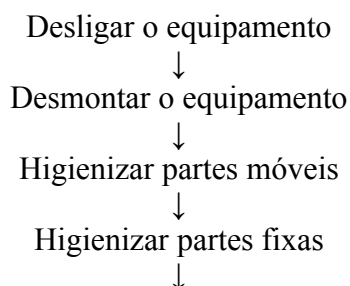 Desligar o equipamento
↓
Desmontar o equipamento
↓
Higienizar partes móveis
↓
Higienizar partes fixas
↓